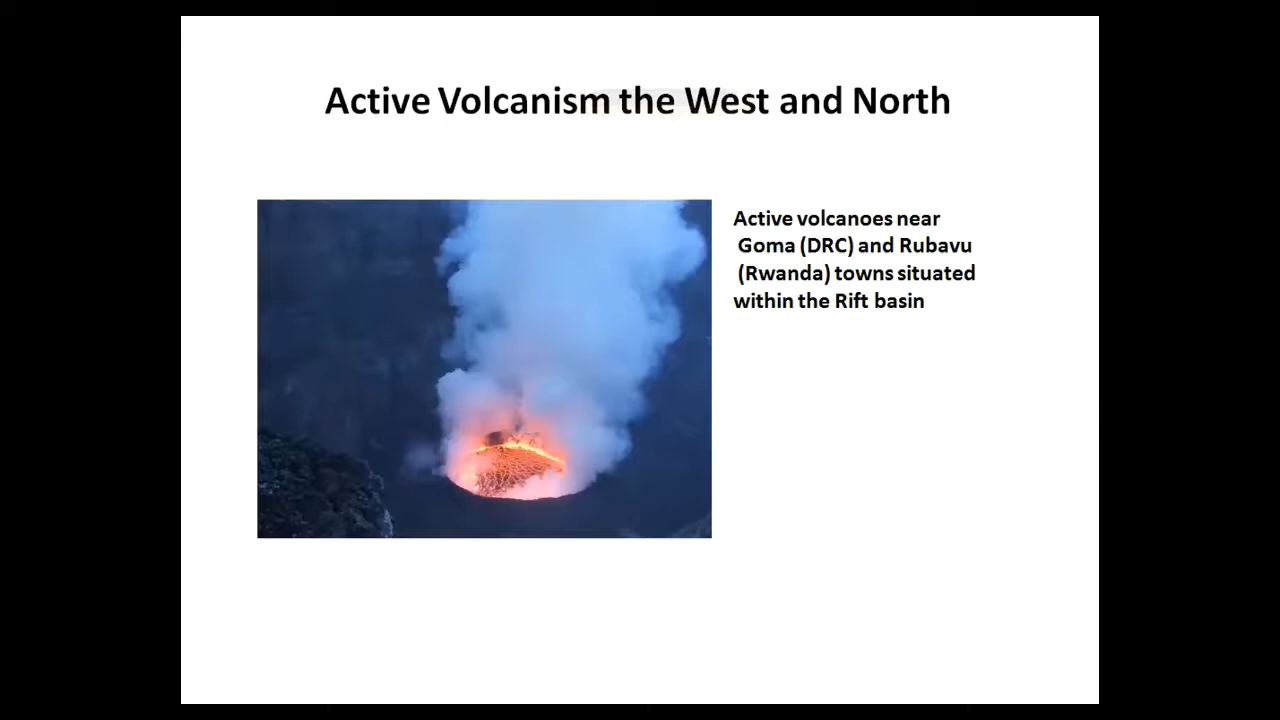 Active Volcanism the West and North
Active volcanoes near
Goma (DRC) and Rubavu
(Rwanda) towns situated
within the Rift basin